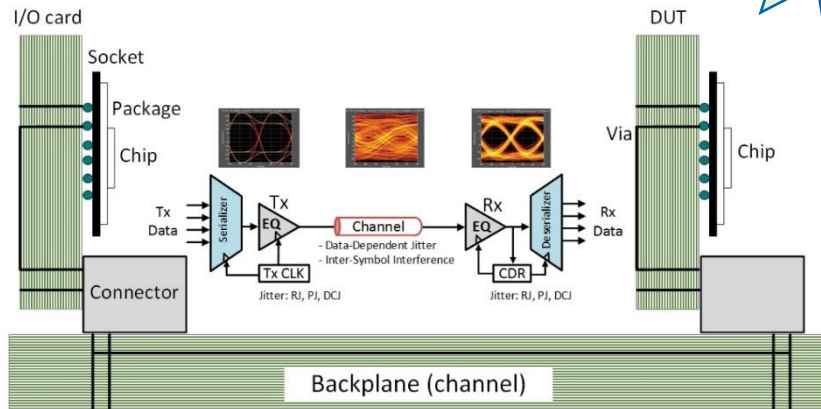 I/O card
DUT
Socket
Package
Chip
Via
Chip
Tx
Data
Serializer
Tx
EQ
Tx CLK
Jitter: RJ, PJ, DCJ
Channel
- Data-Dependent Jitter
- Inter-Symbol Interference
Rx
EQ
CDR
Jitter: RJ, PJ, DCJ
Deserializer
Rx
Data
Connector
Backplane (channel)